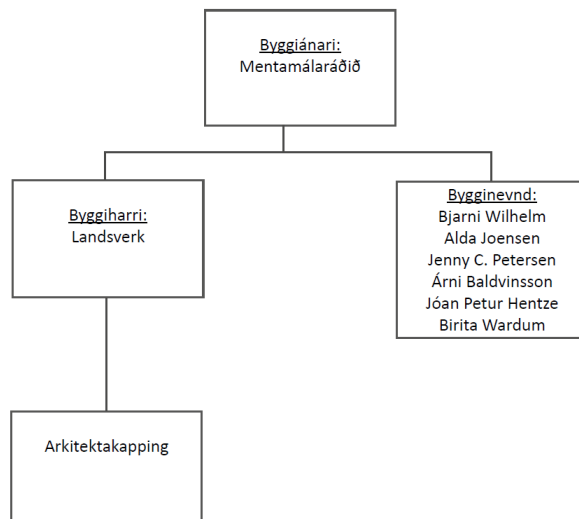 Byggiánari:
Mentamálaráðið
Byggiharri:
Landsverk
Bygginevnd:
Bjarni Wilhelm
Alda Joensen
Jenny C. Petersen
Árni Baldvinsson
Jóan Petur Hentze
Birita Wardum
Arkitektakapping